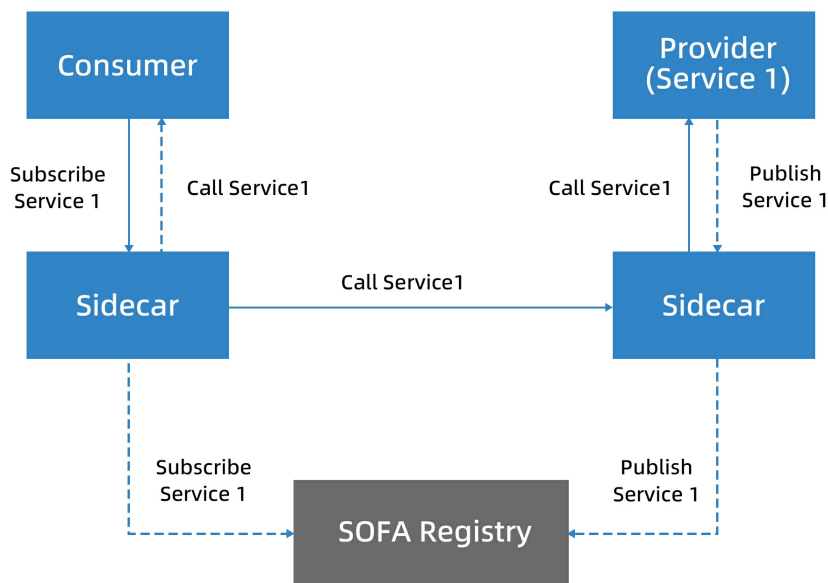 Consumer
Provider
(Service 1)
Subscribe
Service 1
Call Service1
Call Service1
Publish
Service 1
Sidecar
Call Service1
Sidecar
Subscribe
Service 1
Publish
Service 1
SOFA Registry